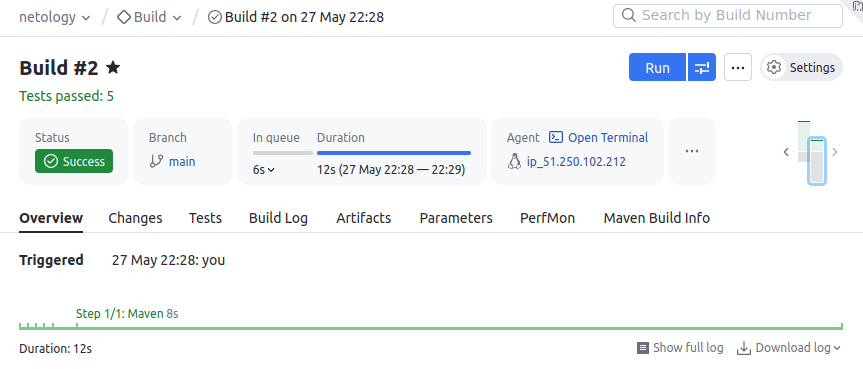 netology / Build / Build #2 on 27 May 22:28 Search by Build Number
Build #2 Run ... Settings
Tests passed: 5
Status Branch In queue Duration Agent Open Terminal
Success main 6s 12s (27 May 22:28 — 22:29) ip_51.250.102.212 ...
Overview Changes Tests Build Log Artifacts Parameters PerfMon Maven Build Info
Triggered 27 May 22:28: you
Step 1/1: Maven 8s
Duration: 12s Show full log Download log